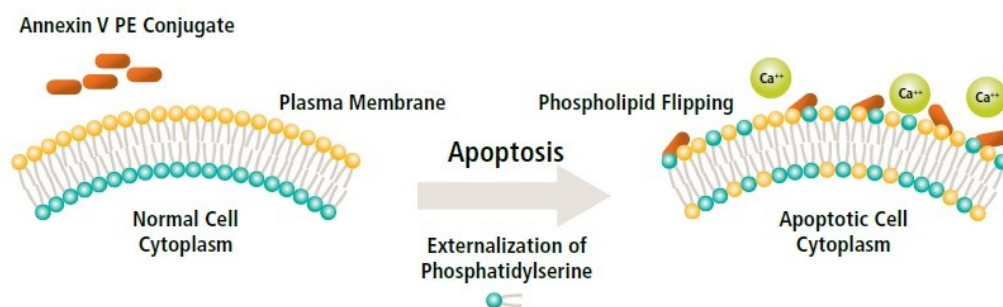 Annexin V PE Conjugate
Plasma Membrane
Phospholipid Flipping
Ca++
Ca++
Ca++
Apoptosis
Normal Cell
Cytoplasm
Apoptotic Cell
Cytoplasm
Externalization of
Phosphatidylserine